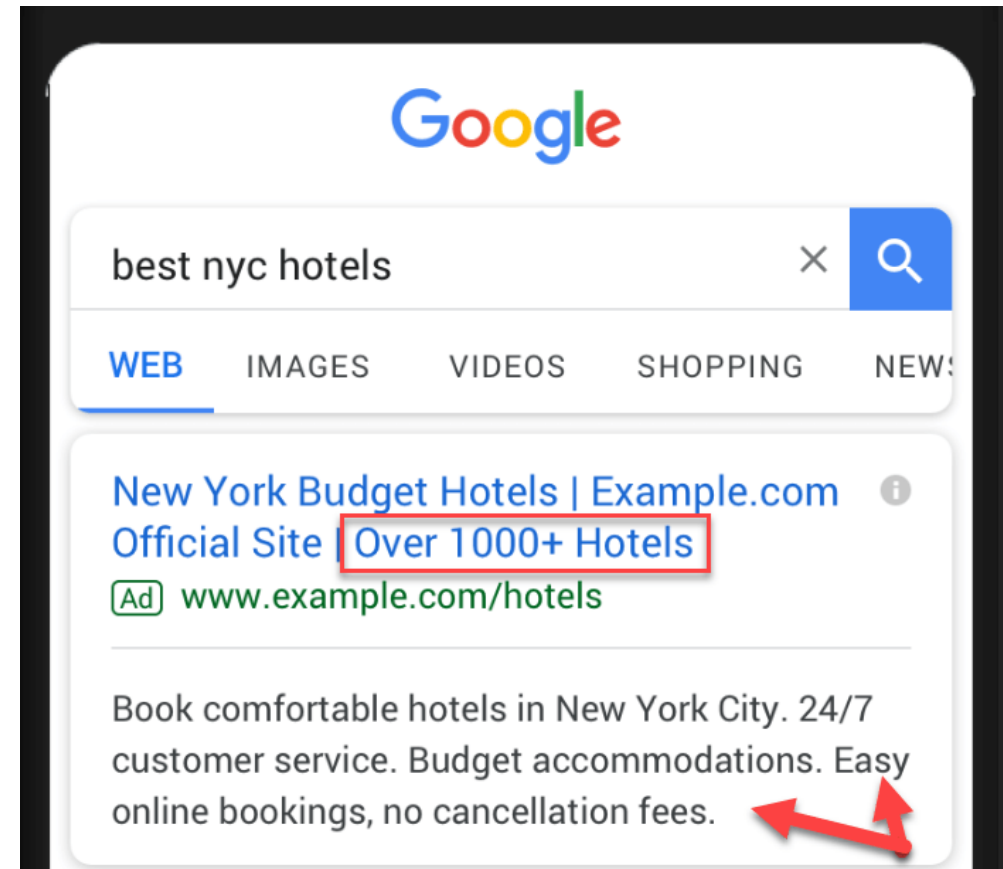 Google
best nyc hotels
WEB IMAGES VIDEOS SHOPPING NEWS
New York Budget Hotels | Example.com
Official Site | Over 1000+ Hotels
Ad www.example.com/hotels
Book comfortable hotels in New York City. 24/7
customer service. Budget accommodations. Easy
online bookings, no cancellation fees.